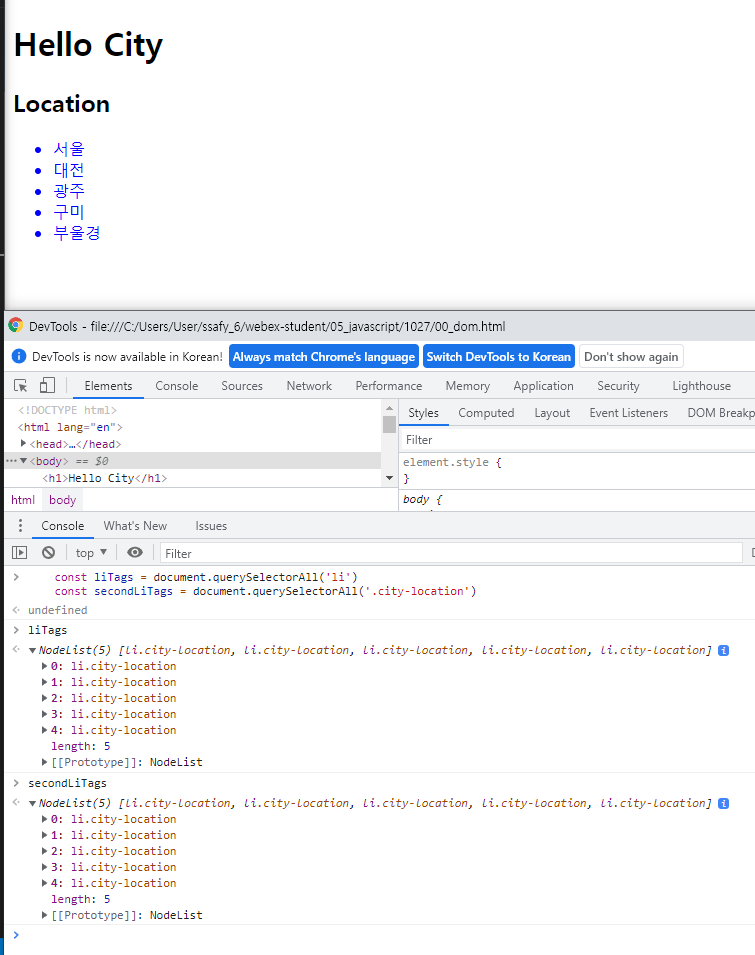 Hello City
Location
서울
대전
광주
구미
부울경
DevTools - file:///C:/Users/User/ssafy_6/webex-student/05_javascript/1027/00_dom.html
DevTools is now available in Korean! Always match Chrome's language Switch DevTools to Korean Don't show again
Elements Console Sources Network Performance Memory Application Security Lighthouse
<!DOCTYPE html>
<html lang="en">
<head>…</head>
<body> == $0
<h1>Hello City</h1>
html body
Styles Computed Layout Event Listeners DOM Breakp
Filter
element.style {
}
body {
Console What's New Issues
top Filter
const liTags = document.querySelectorAll('li')
const secondLiTags = document.querySelectorAll('.city-location')
undefined
liTags
NodeList(5) [li.city-location, li.city-location, li.city-location, li.city-location, li.city-location]
0: li.city-location
1: li.city-location
2: li.city-location
3: li.city-location
4: li.city-location
length: 5
[[Prototype]]: NodeList
secondLiTags
NodeList(5) [li.city-location, li.city-location, li.city-location, li.city-location, li.city-location]
0: li.city-location
1: li.city-location
2: li.city-location
3: li.city-location
4: li.city-location
length: 5
[[Prototype]]: NodeList